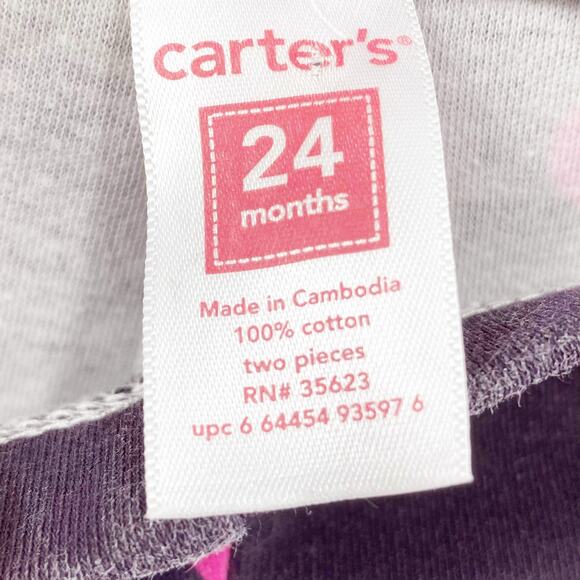 carter's®
24
months
Made in Cambodia
100% cotton
two pieces
RN# 35623
upc 6 64454 93597 6